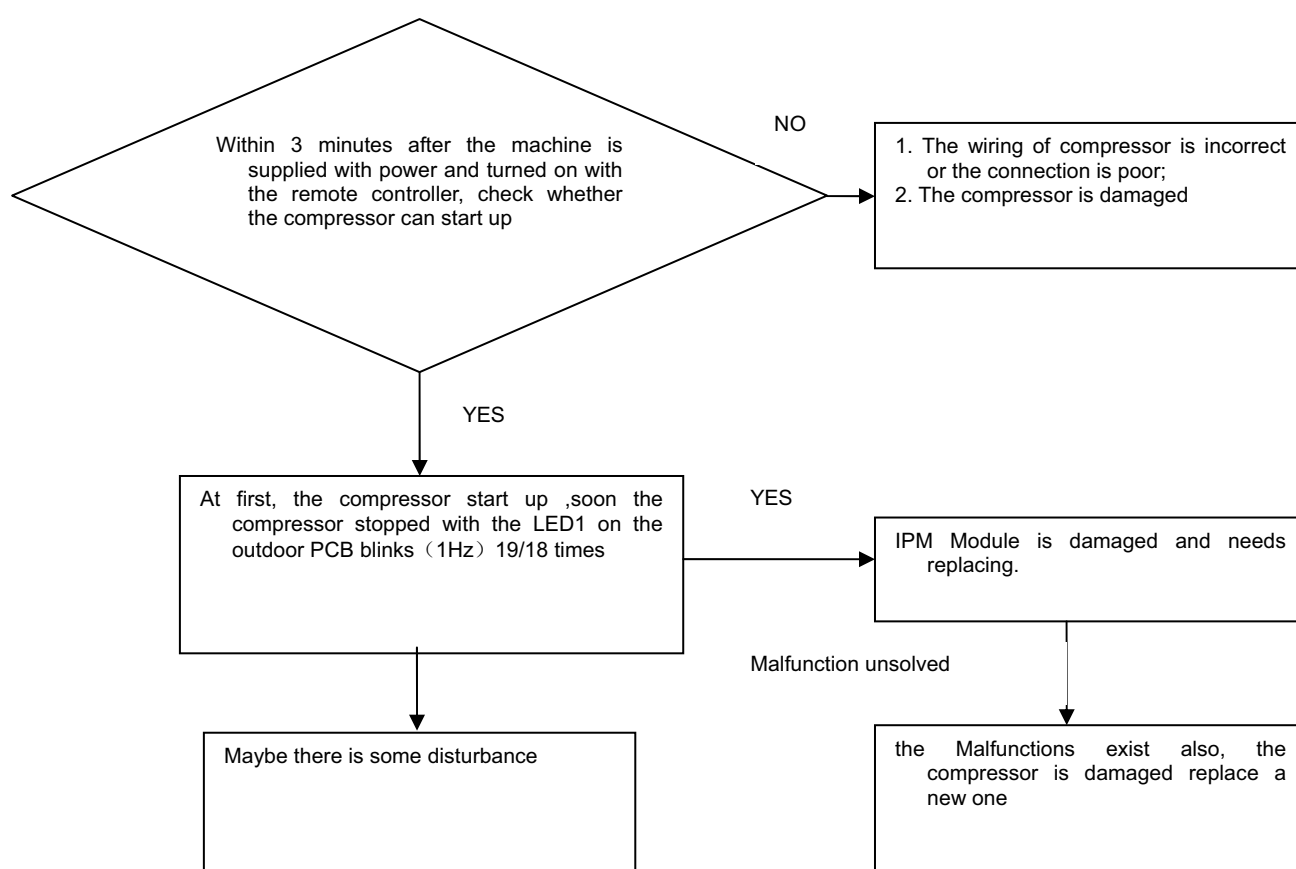 NO
Within 3 minutes after the machine is
supplied with power and turned on with
the remote controller, check whether
the compressor can start up
1. The wiring of compressor is incorrect
or the connection is poor;
2. The compressor is damaged
YES
At first, the compressor start up ,soon the
compressor stopped with the LED1 on the
outdoor PCB blinks（1Hz）19/18 times
YES
IPM Module is damaged and needs
replacing.
Malfunction unsolved
Maybe there is some disturbance
the Malfunctions exist also, the
compressor is damaged replace a
new one